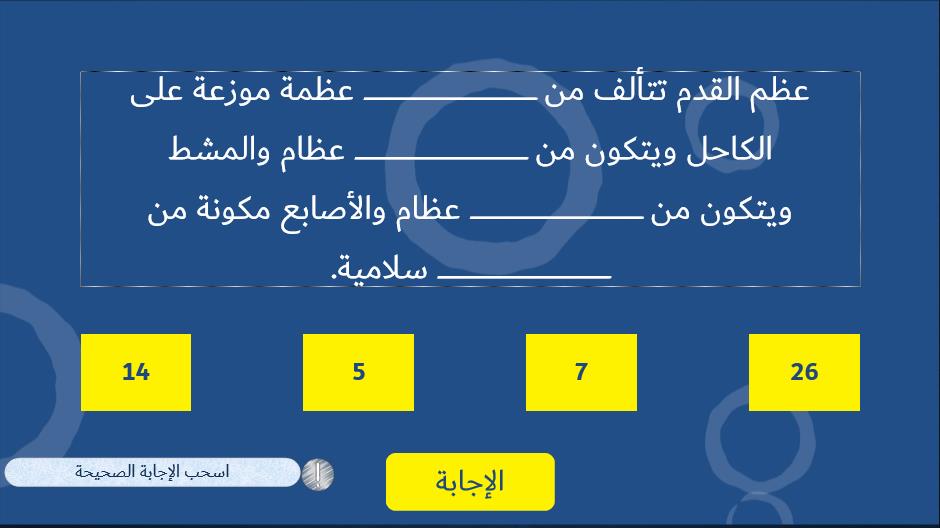 عظم القدم تتألف من __________ عظمة موزعة على
الكاحل ويتكون من __________ عظام والمشط
ويتكون من __________ عظام والأصابع مكونة من
__________ سلامية.
26
7
5
14
الإجابة
اسحب الإجابة الصحيحة
!